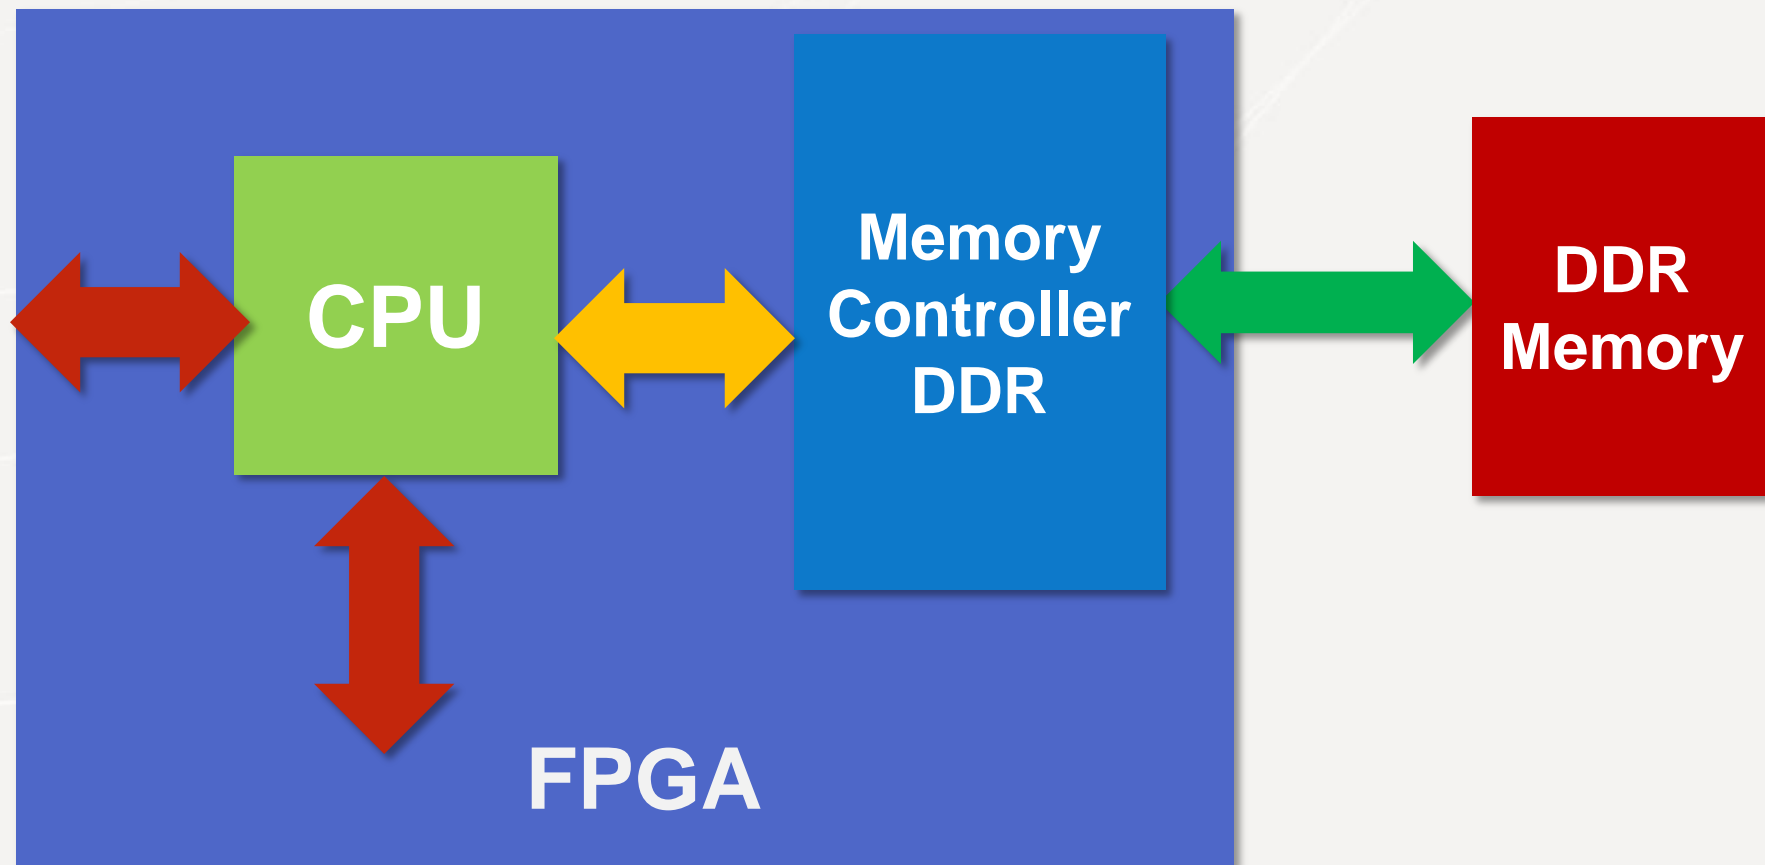 CPU
Memory
Controller
DDR
DDR
Memory
FPGA